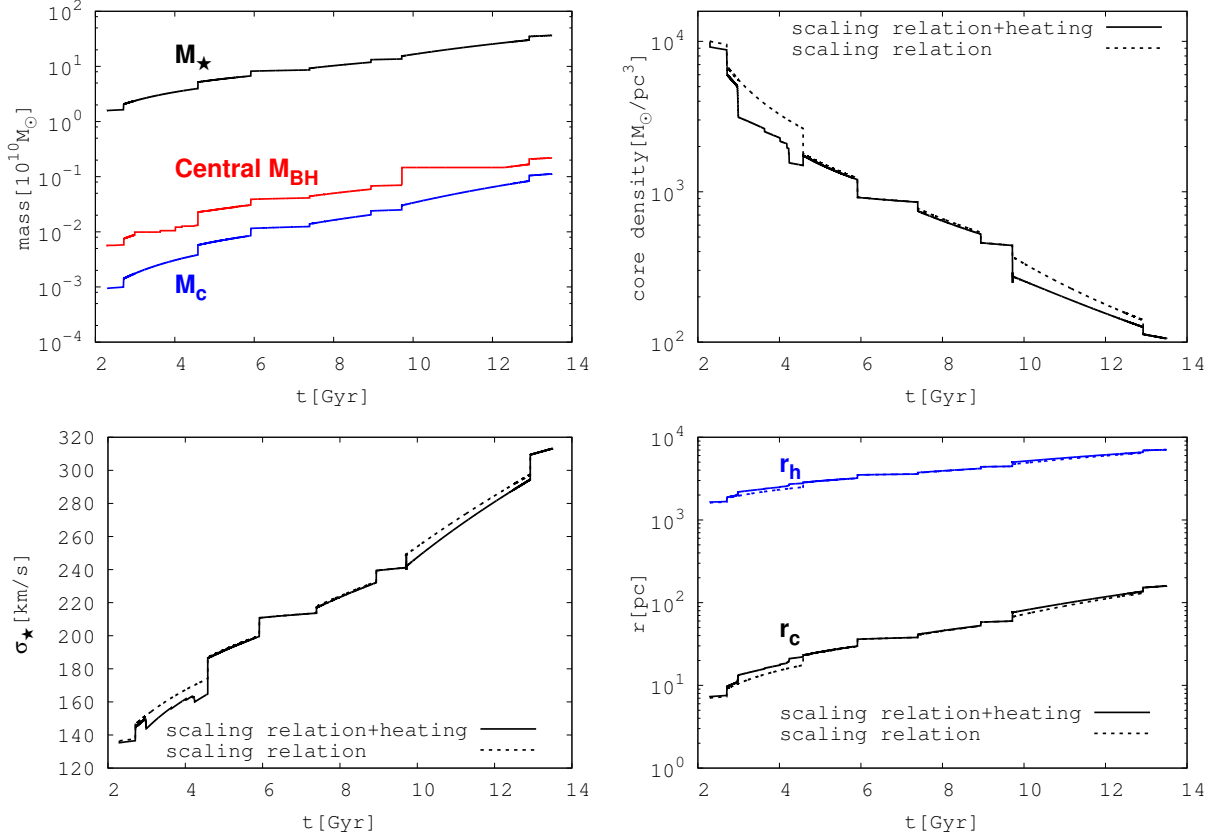 10^2
10^1
10^0
10^-1
10^-2
10^-3
10^-4
mass[10^10 M⊙]
M★
Central M_BH
M_c
2 4 6 8 10 12 14
t[Gyr]
scaling relation+heating
scaling relation
10^4
10^3
10^2
core density[M⊙/pc^3]
2 4 6 8 10 12 14
t[Gyr]
320
300
280
260
240
220
200
180
160
140
120
σ★[km/s]
scaling relation+heating
scaling relation
2 4 6 8 10 12 14
t[Gyr]
10^4
10^3
10^2
10^1
10^0
r[pc]
r_h
r_c
scaling relation+heating
scaling relation
2 4 6 8 10 12 14
t[Gyr]